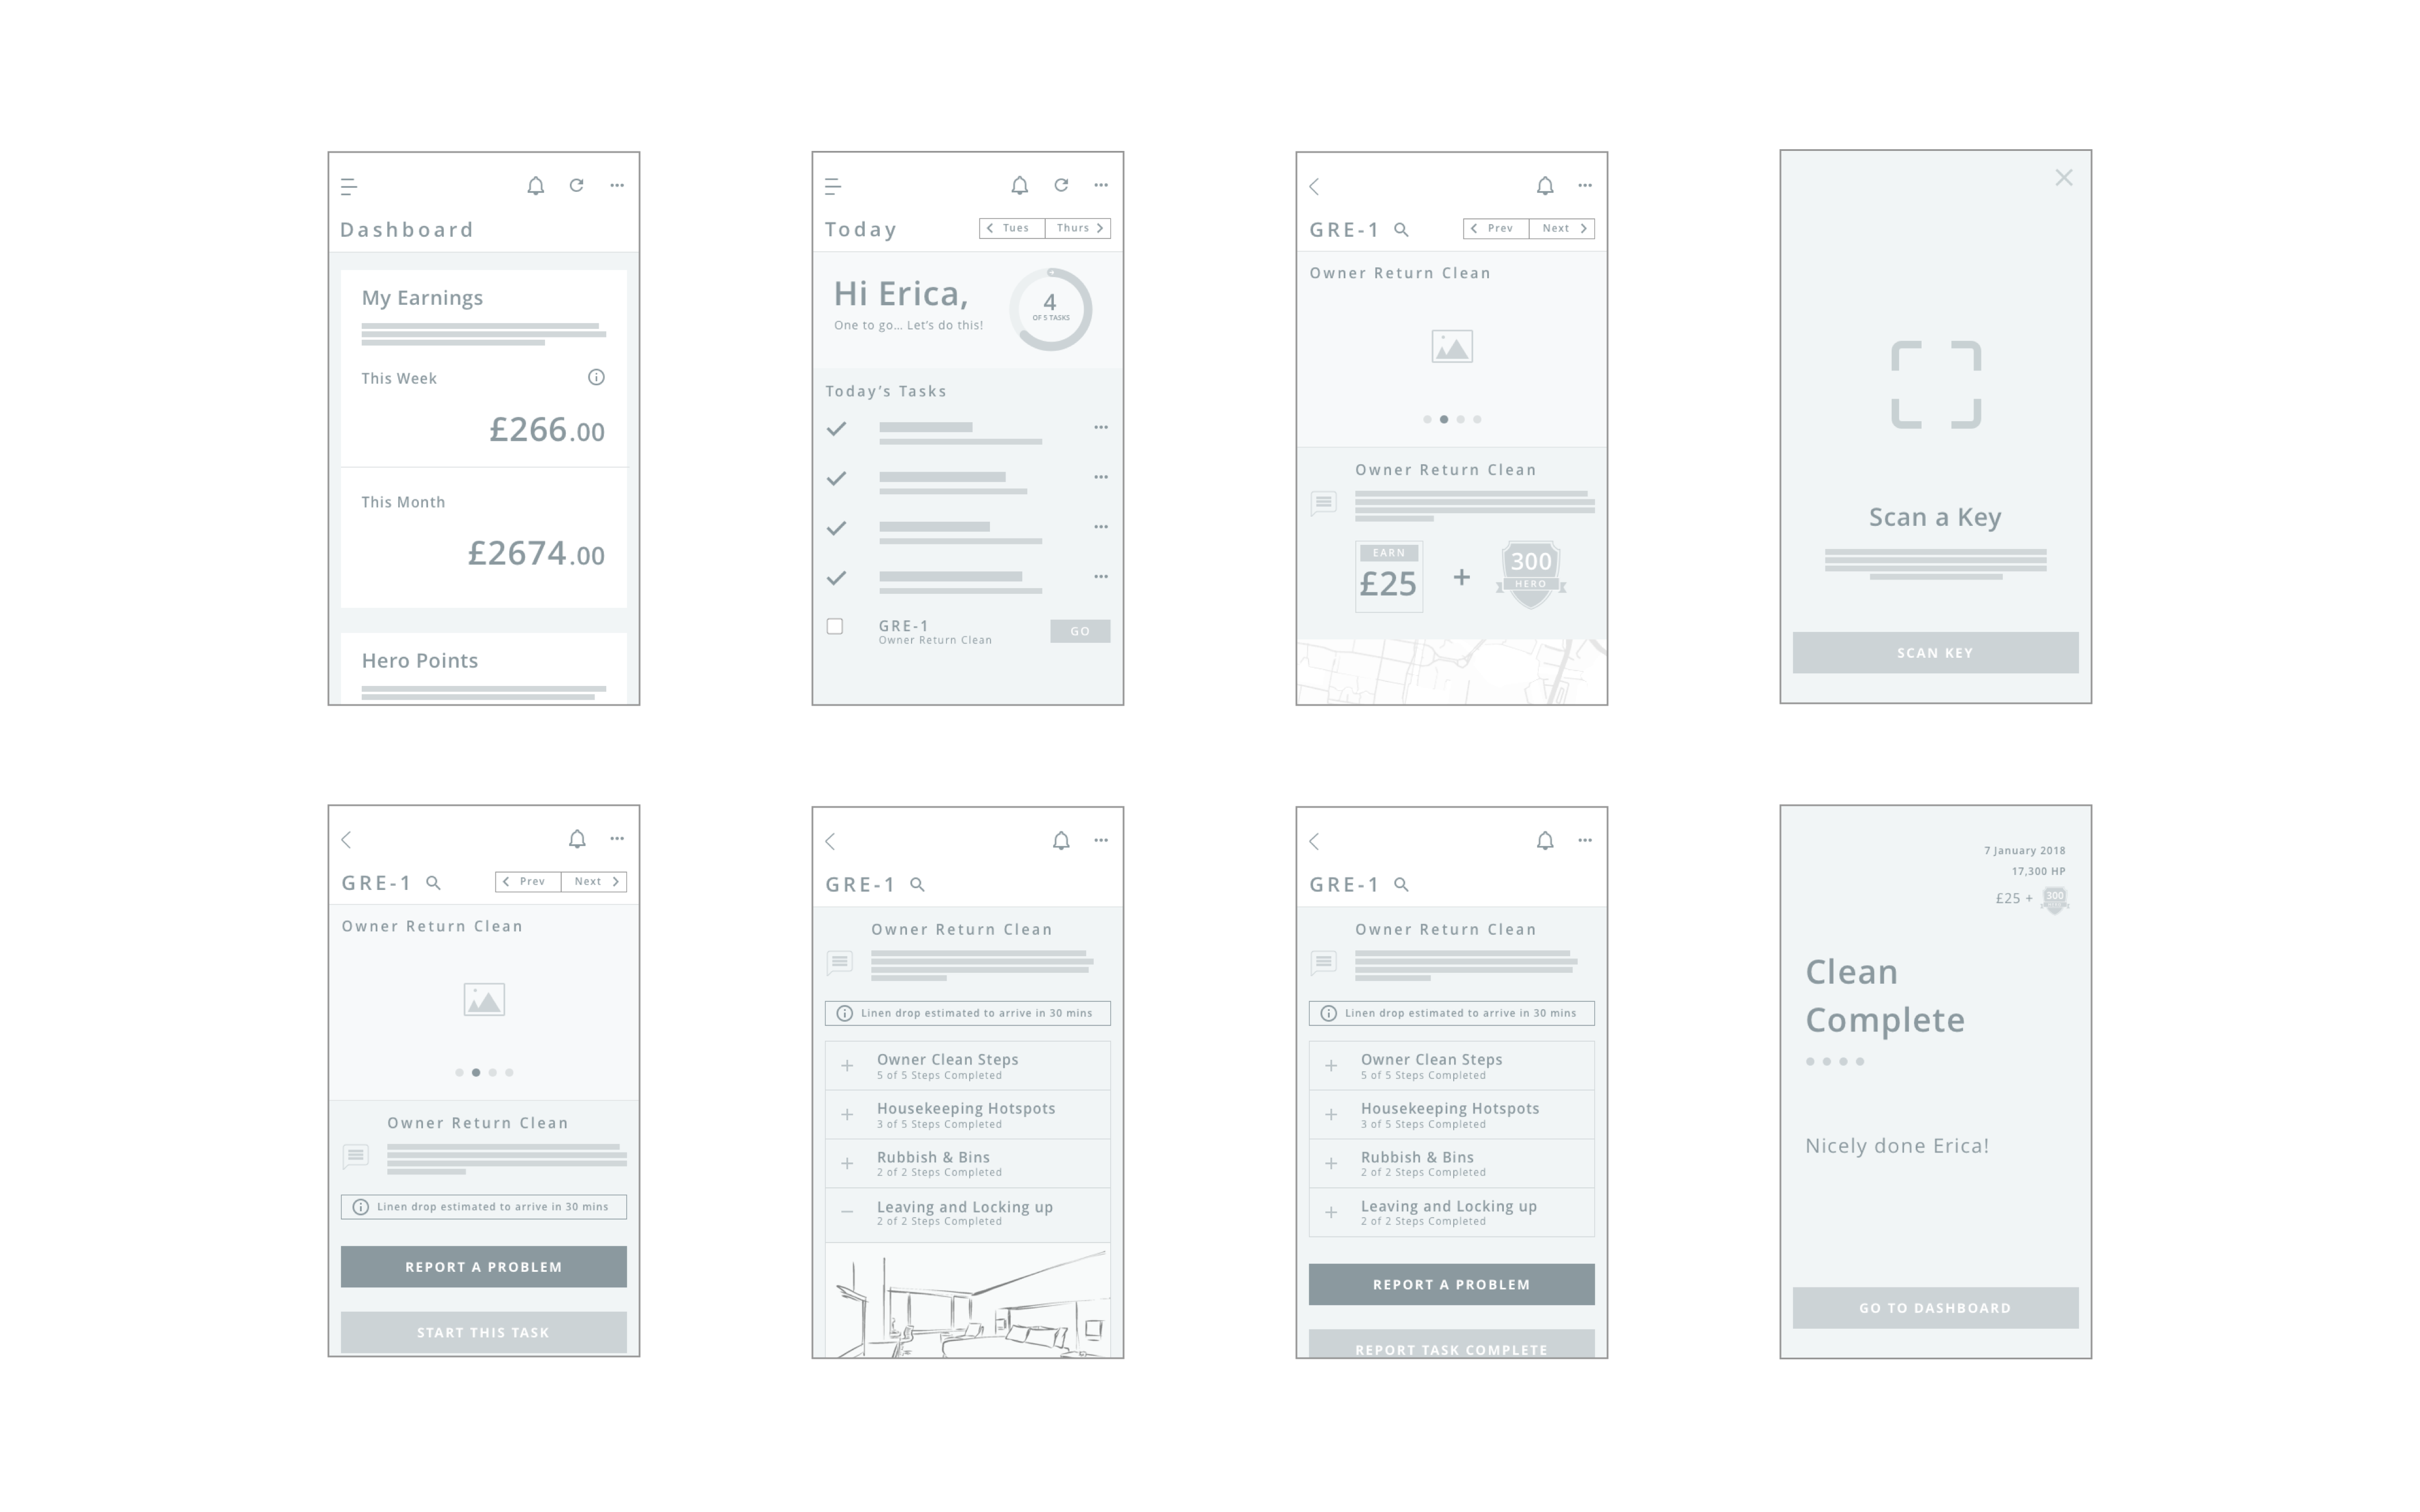 Dashboard
My Earnings
This Week
£266.00
This Month
£2674.00
Hero Points
Today
Tues
Thurs
Hi Erica,
One to go... Let's do this!
4
OF 5 TASKS
Today's Tasks
GRE-1
Owner Return Clean
GO
GRE-1
Prev
Next
Owner Return Clean
Owner Return Clean
EARN
£25
+
300
HERO
Scan a Key
SCAN KEY
GRE-1
Prev
Next
Owner Return Clean
Owner Return Clean
Linen drop estimated to arrive in 30 mins
REPORT A PROBLEM
START THIS TASK
GRE-1
Owner Return Clean
Linen drop estimated to arrive in 30 mins
Owner Clean Steps
5 of 5 Steps Completed
Housekeeping Hotspots
3 of 5 Steps Completed
Rubbish & Bins
2 of 2 Steps Completed
Leaving and Locking up
2 of 2 Steps Completed
GRE-1
Owner Return Clean
Linen drop estimated to arrive in 30 mins
Owner Clean Steps
5 of 5 Steps Completed
Housekeeping Hotspots
3 of 5 Steps Completed
Rubbish & Bins
2 of 2 Steps Completed
Leaving and Locking up
2 of 2 Steps Completed
REPORT A PROBLEM
REPORT TASK COMPLETE
7 January 2018
17,300 HP
£25 + 300
Clean
Complete
Nicely done Erica!
GO TO DASHBOARD